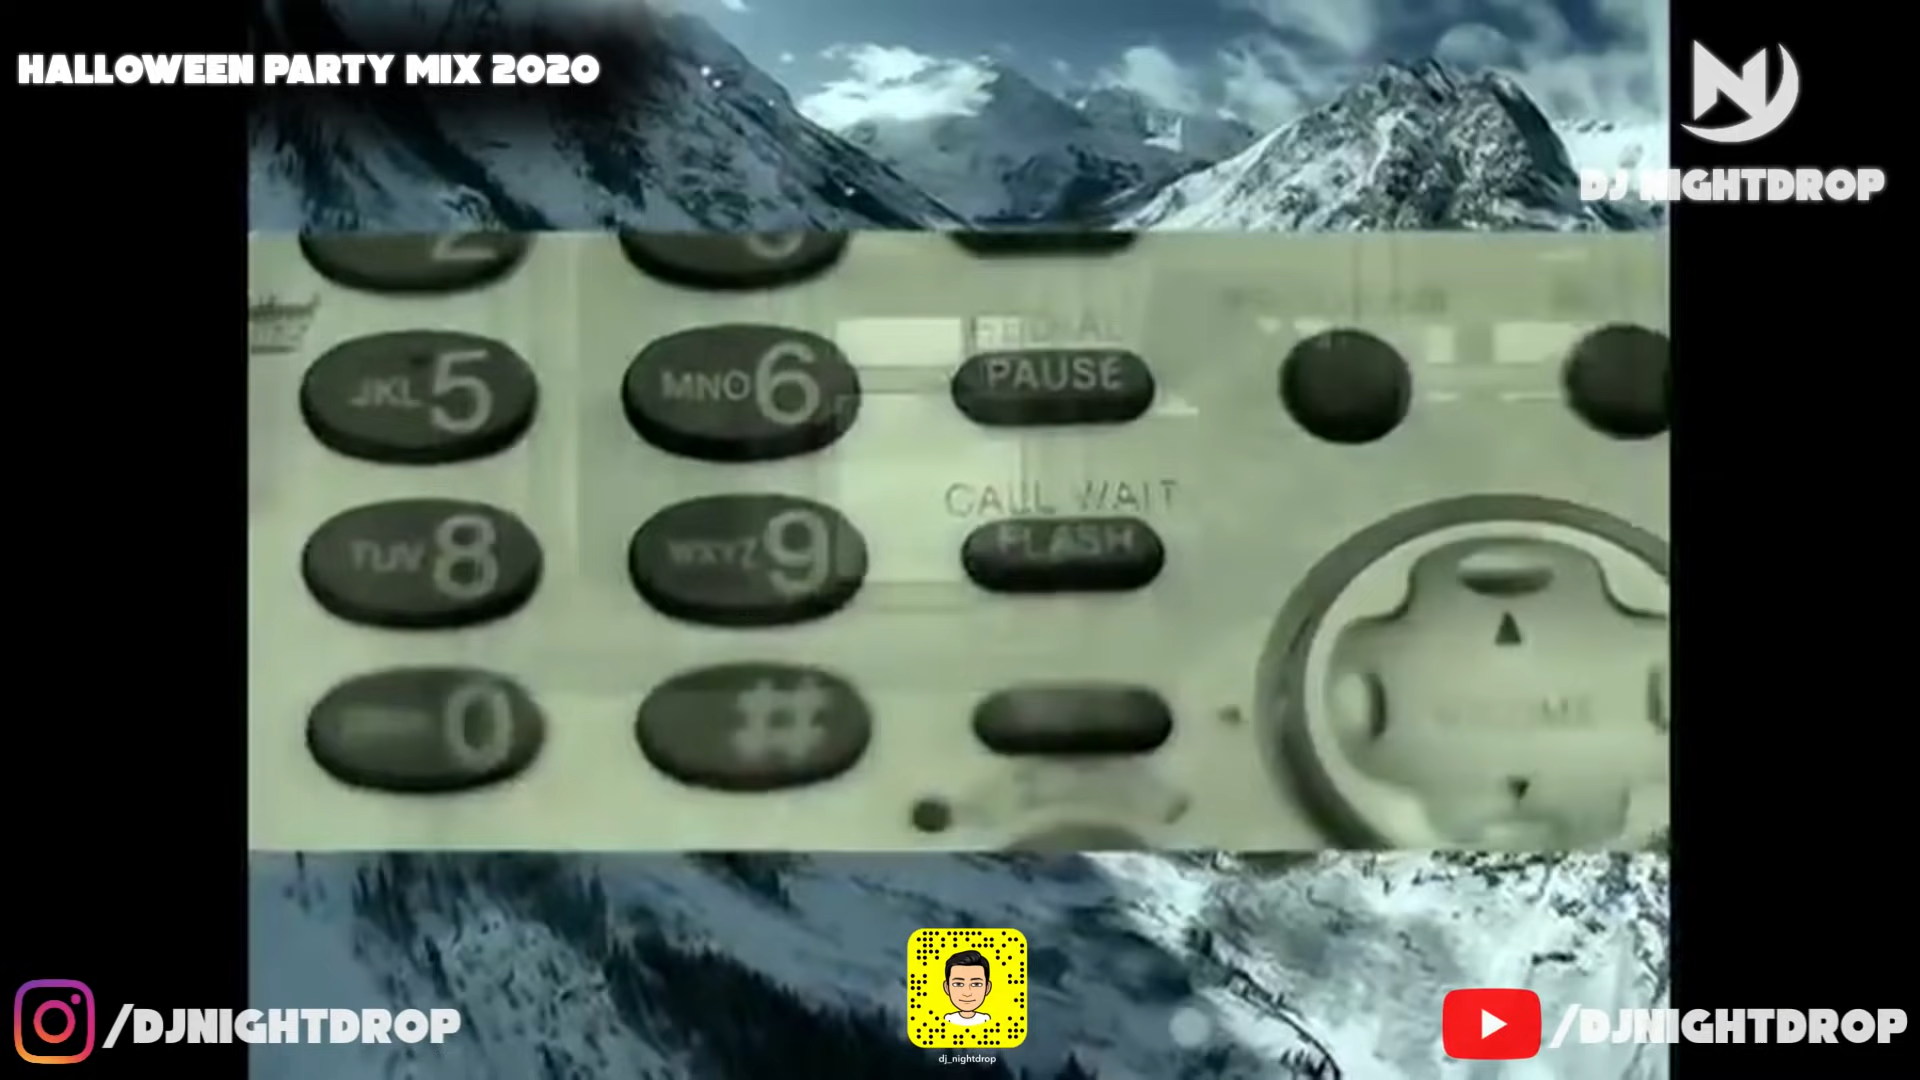 HALLOWEEN PARTY MIX 2020
DJ NIGHTDROP
JKL 5
MNO 6
PAUSE
CALL WAIT
TUV 8
WXYZ 9
FLASH
0
#
/DJNIGHTDROP
dj_nightdrop
/DJNIGHTDROP